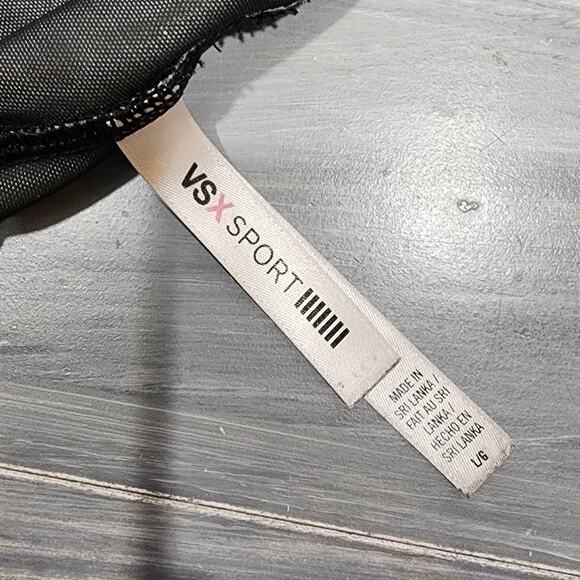 VSX SPORT
MADE IN
SRI LANKA /
FAIT AU SRI
LANKA /
HECHO EN
SRI LANKA
L/G